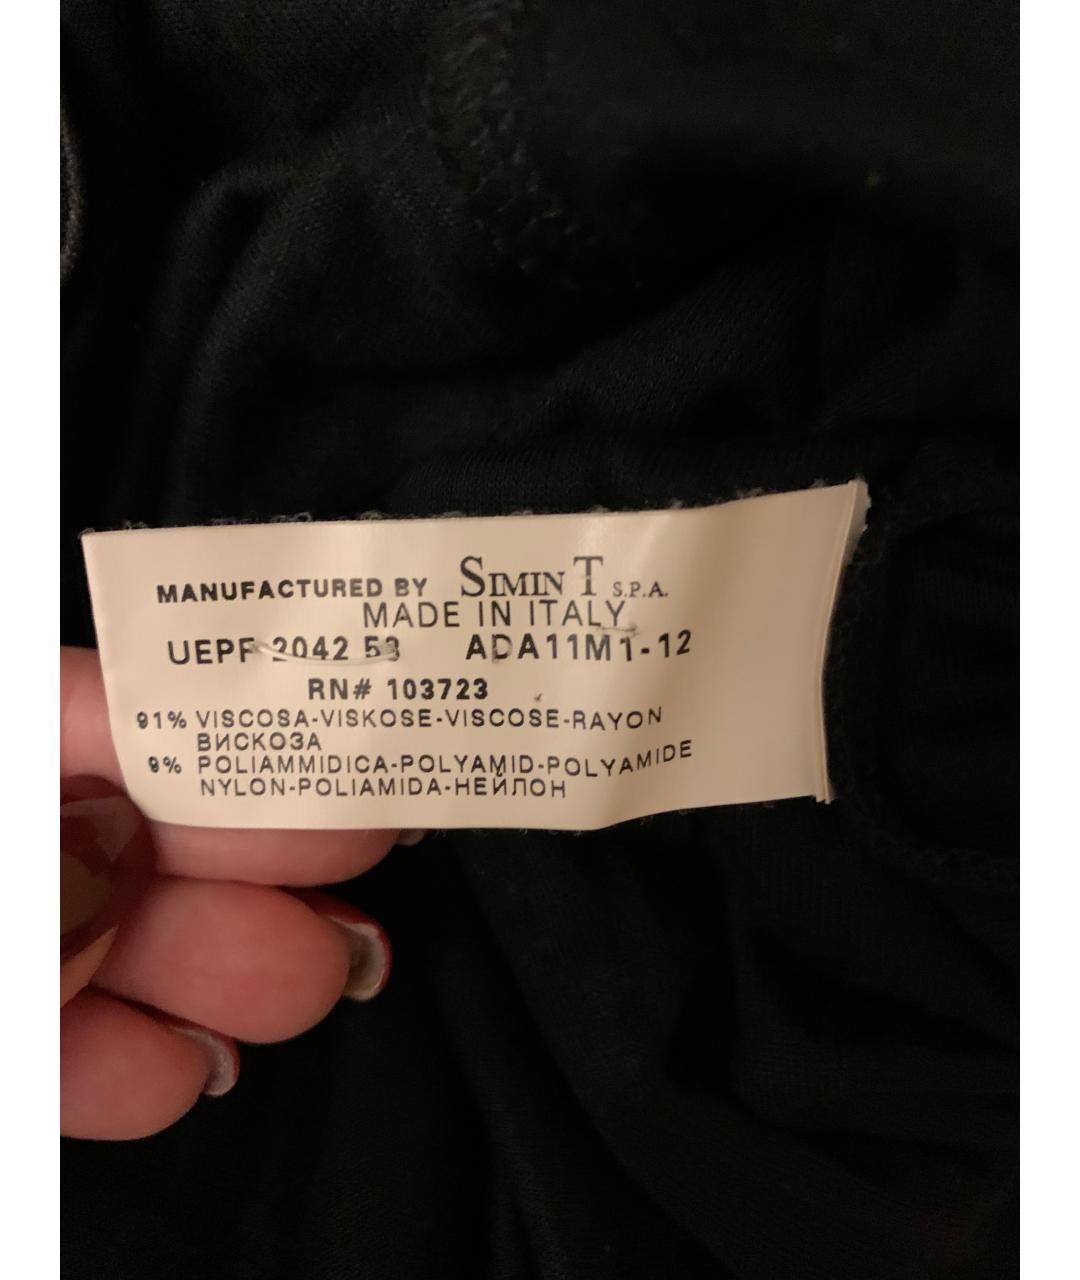 MANUFACTURED BY SIMIN T S.P.A.
MADE IN ITALY
UEPF 2042 53 ADA11M1-12
RN# 103723
91% VISCOSA-VISKOSE-VISCOSE-RAYON
ВИСКОЗА
9% POLIAMMIDICA-POLYAMID-POLYAMIDE
NYLON-POLIAMIDA-НЕЙЛОН